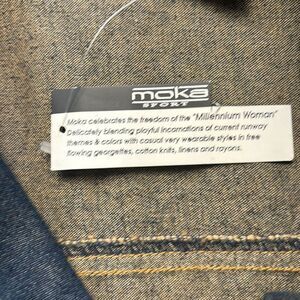 moka
SPORT
Moka celebrates the freedom of the "Millennium Woman"
Delicately blending playful incarnations of current runway
themes & colors with casual very wearable styles in free
flowing georgettes, cotton knits, linens and rayons.